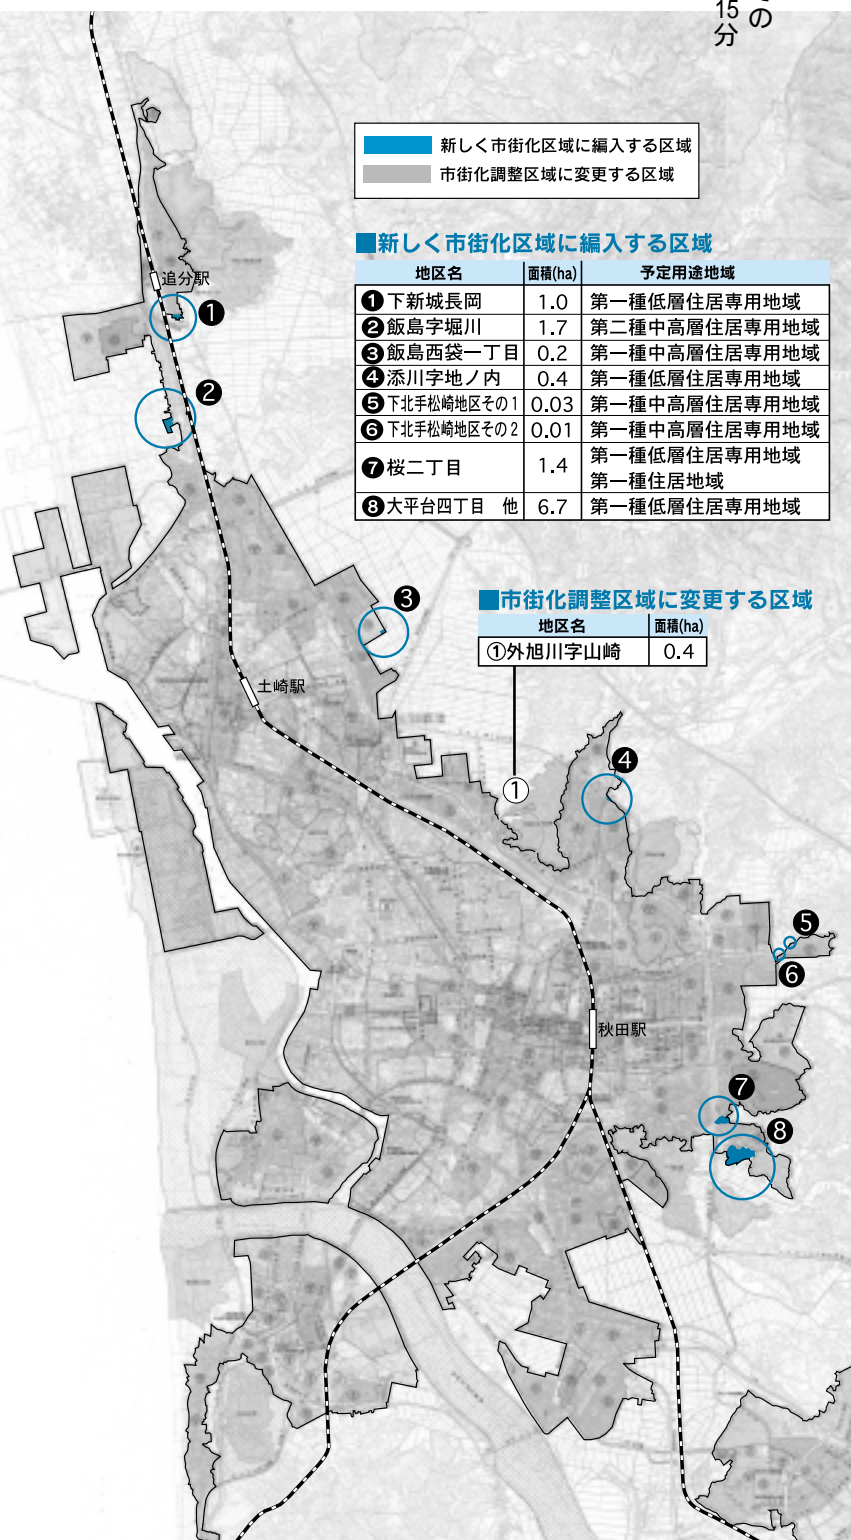 その
15分
新しく市街化区域に編入する区域
市街化調整区域に変更する区域
■新しく市街化区域に編入する区域
地区名 面積(ha) 予定用途地域
❶下新城長岡 1.0 第一種低層住居専用地域
❷飯島字堀川 1.7 第二種中高層住居専用地域
❸飯島西袋一丁目 0.2 第一種中高層住居専用地域
❹添川字地ノ内 0.4 第一種低層住居専用地域
❺下北手松崎地区その1 0.03 第一種中高層住居専用地域
❻下北手松崎地区その2 0.01 第一種中高層住居専用地域
❼桜二丁目 1.4 第一種低層住居専用地域
第一種住居地域
❽大平台四丁目 他 6.7 第一種低層住居専用地域
■市街化調整区域に変更する区域
地区名 面積(ha)
①外旭川字山崎 0.4
追分駅
❶
❷
❸
土崎駅
①
❹
❺
❻
秋田駅
❼
❽